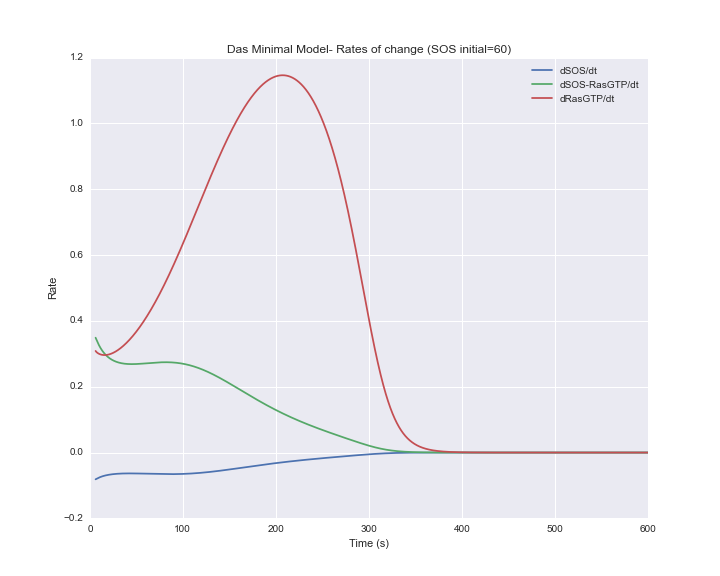 Das Minimal Model- Rates of change (SOS initial=60)
dSOS/dt
dSOS-RasGTP/dt
dRasGTP/dt
1.2
1.0
0.8
0.6
0.4
0.2
0.0
−0.2
Rate
0 100 200 300 400 500 600
Time (s)